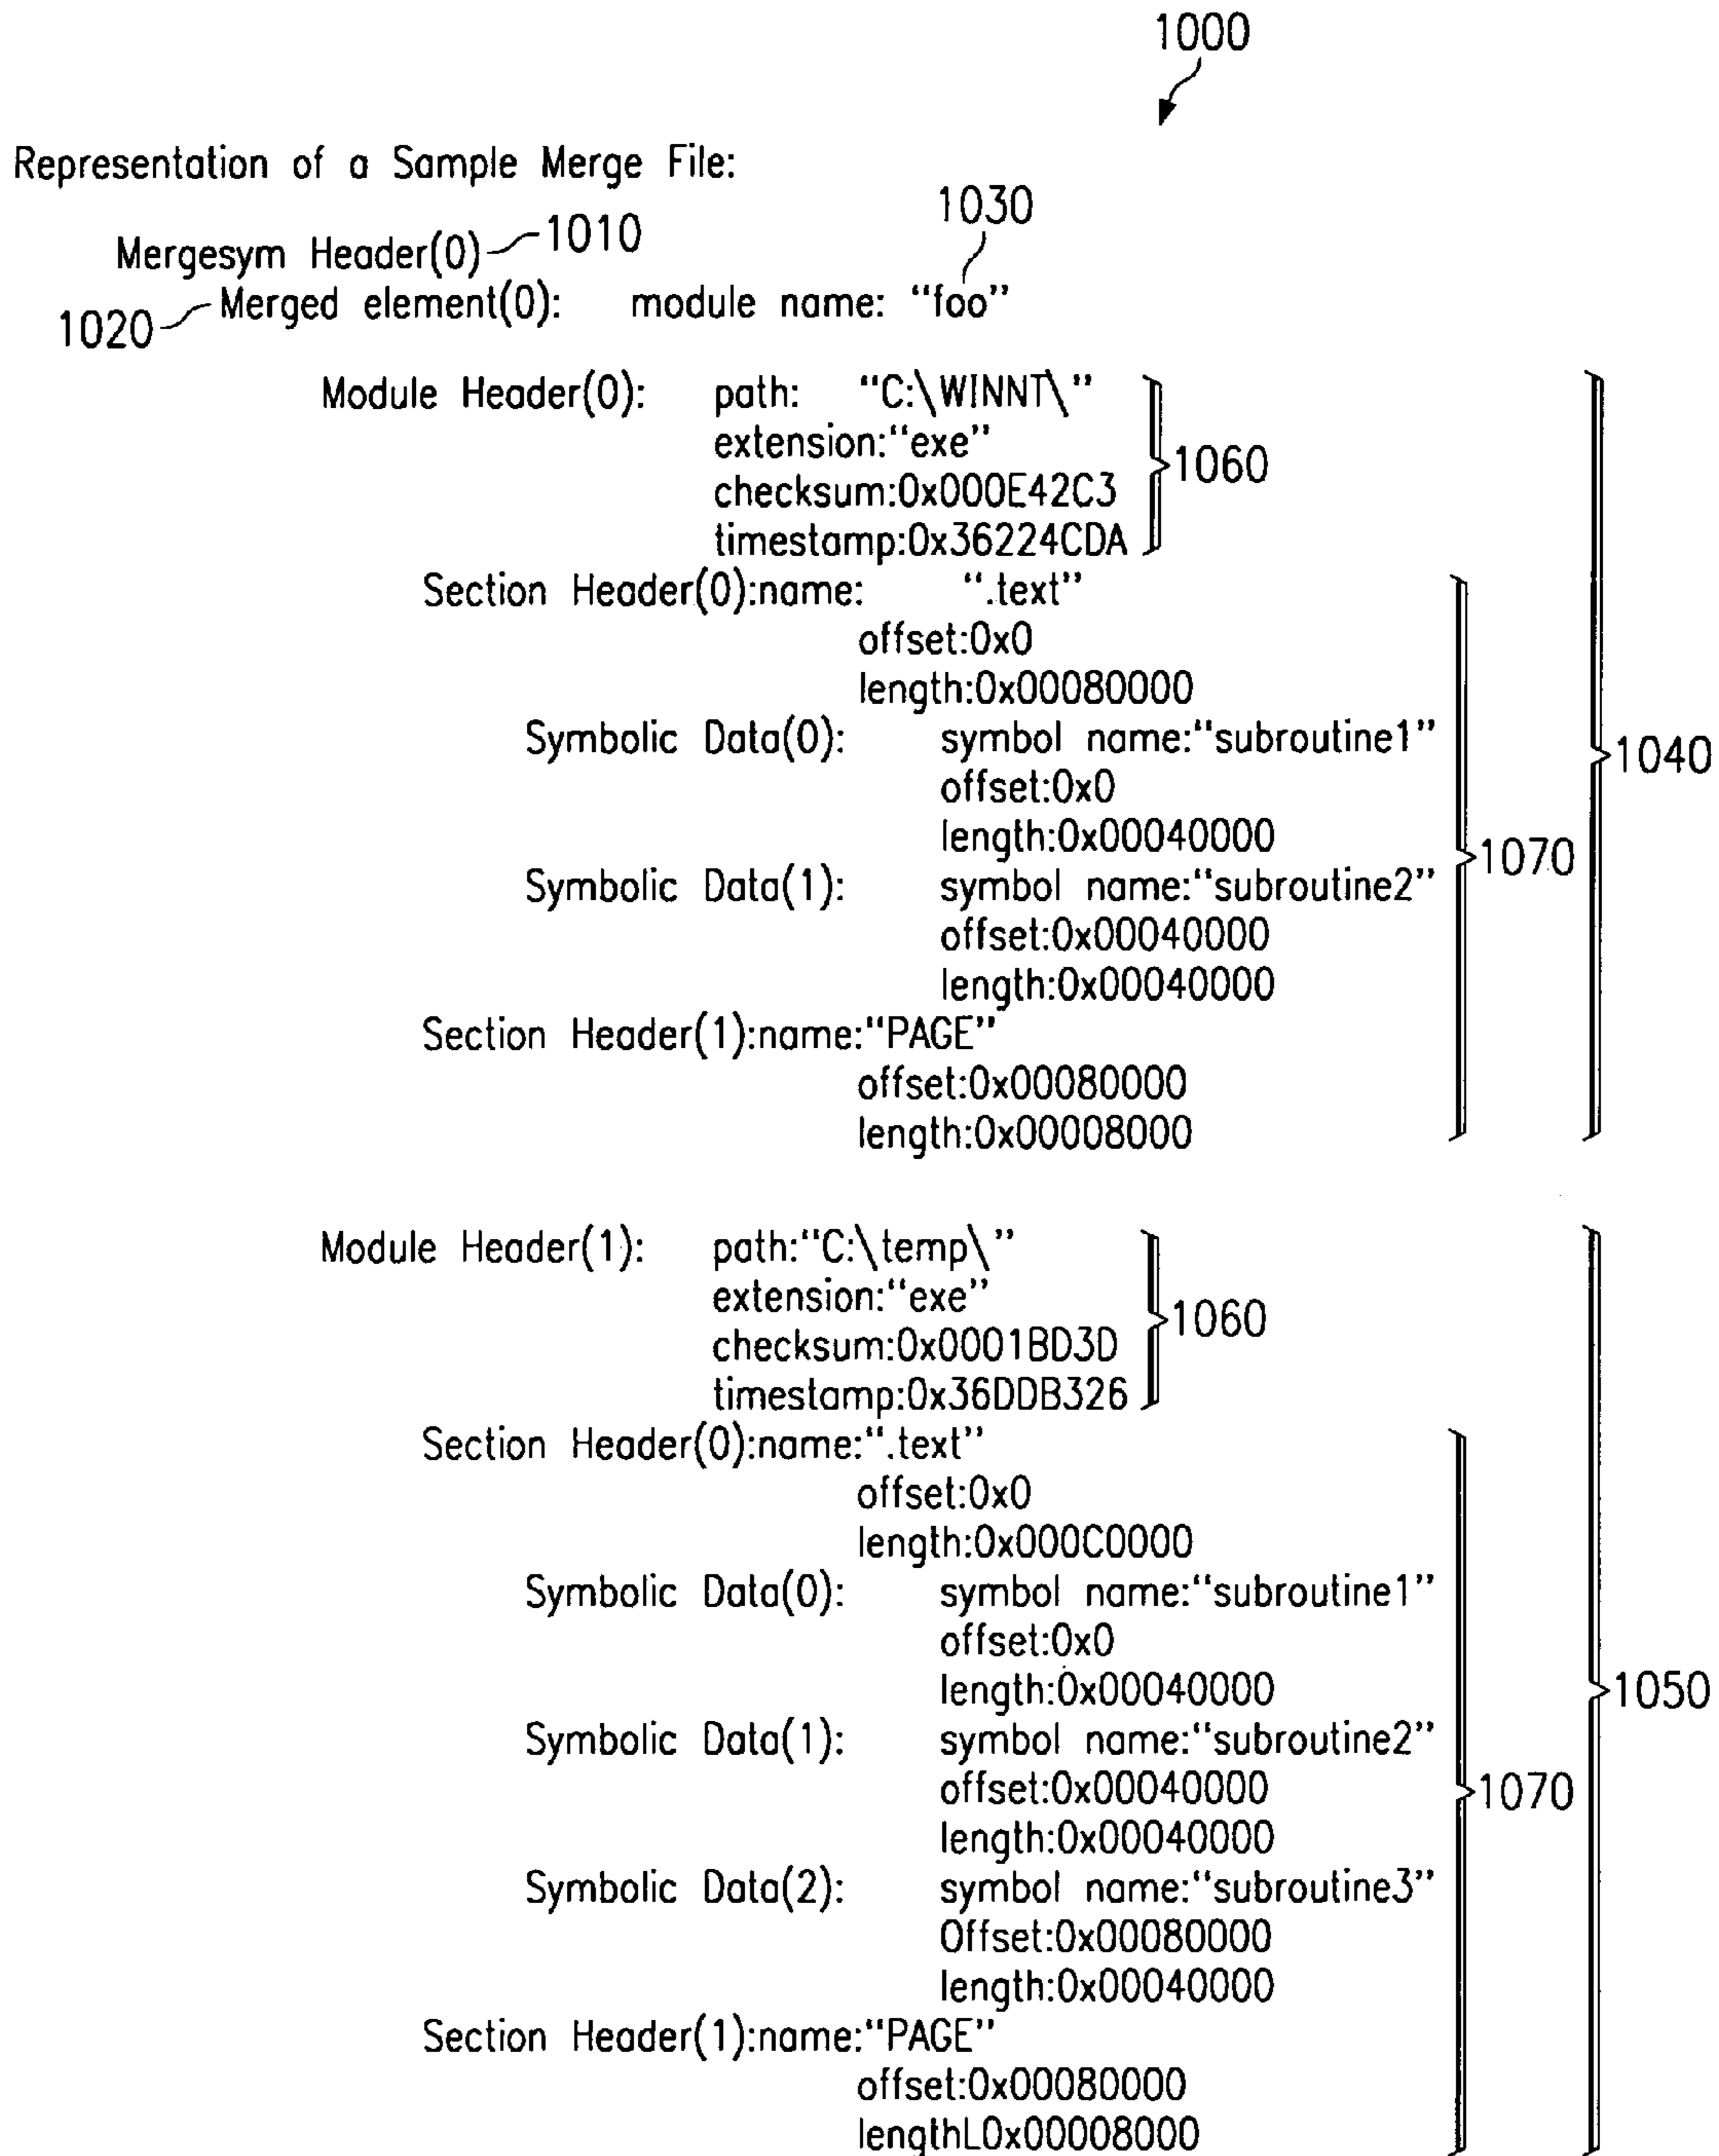 1000
Representation of a Sample Merge File:
1030
Mergesym Header(0) 1010
1020 Merged element(0): module name: “foo”
Module Header(0): path: “C:\WINNT\”
extension:“exe”
1060
checksum:0x000E42C3
timestamp:0x36224CDA
Section Header(0):name: “.text”
offset:0x0
length:0x00080000
Symbolic Data(0): symbol name:“subroutine1”
1040
offset:0x0
length:0x00040000
1070
Symbolic Data(1): symbol name:“subroutine2”
offset:0x00040000
length:0x00040000
Section Header(1):name:“PAGE”
offset:0x00080000
length:0x00008000
Module Header(1): path:“C:\temp\”
extension:“exe”
1060
checksum:0x0001BD3D
timestamp:0x36DDB326
Section Header(0):name:“.text”
offset:0x0
length:0x000C0000
Symbolic Data(0): symbol name:“subroutine1”
offset:0x0
length:0x00040000
1050
Symbolic Data(1): symbol name:“subroutine2”
offset:0x00040000
1070
length:0x00040000
Symbolic Data(2): symbol name:“subroutine3”
Offset:0x00080000
length:0x00040000
Section Header(1):name:“PAGE”
offset:0x00080000
lengthL0x00008000